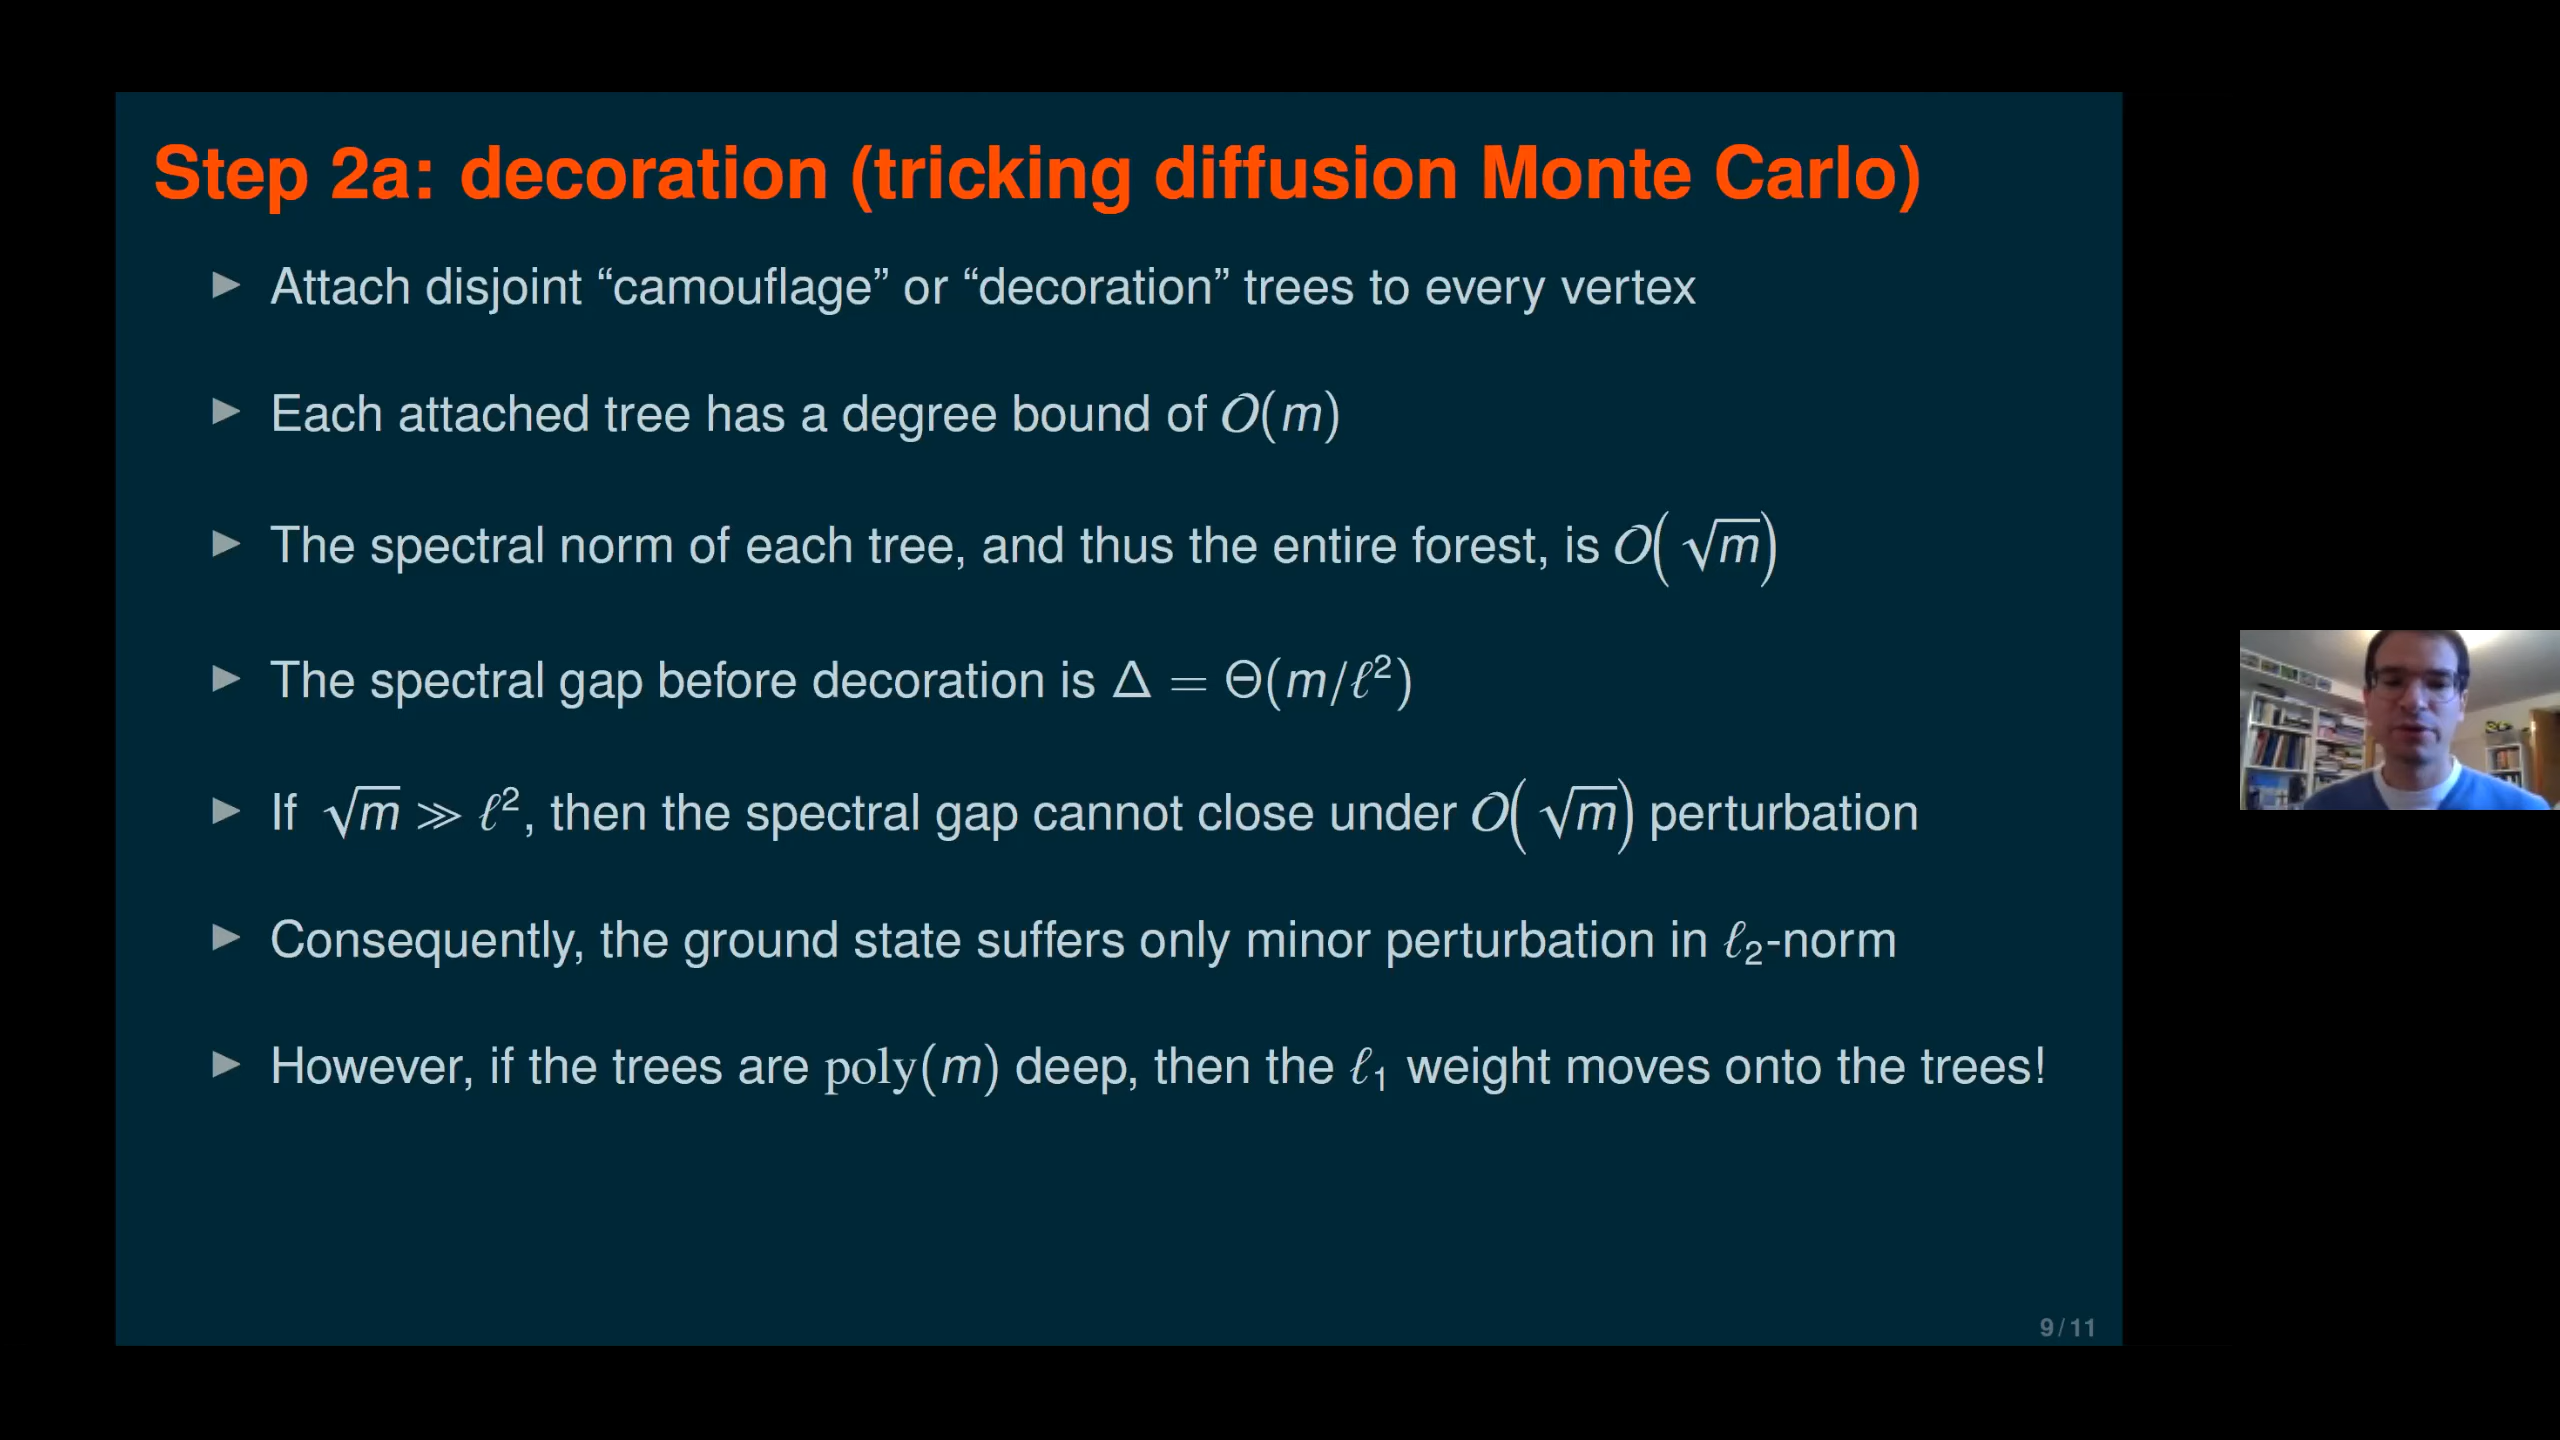 Step 2a: decoration (tricking diffusion Monte Carlo)
▶ Attach disjoint “camouflage” or “decoration” trees to every vertex
▶ Each attached tree has a degree bound of 𝒪(m)
▶ The spectral norm of each tree, and thus the entire forest, is 𝒪(√m)
▶ The spectral gap before decoration is Δ = Θ(m/ℓ²)
▶ If √m ≫ ℓ², then the spectral gap cannot close under 𝒪(√m) perturbation
▶ Consequently, the ground state suffers only minor perturbation in ℓ₂-norm
▶ However, if the trees are poly(m) deep, then the ℓ₁ weight moves onto the trees!
9/11